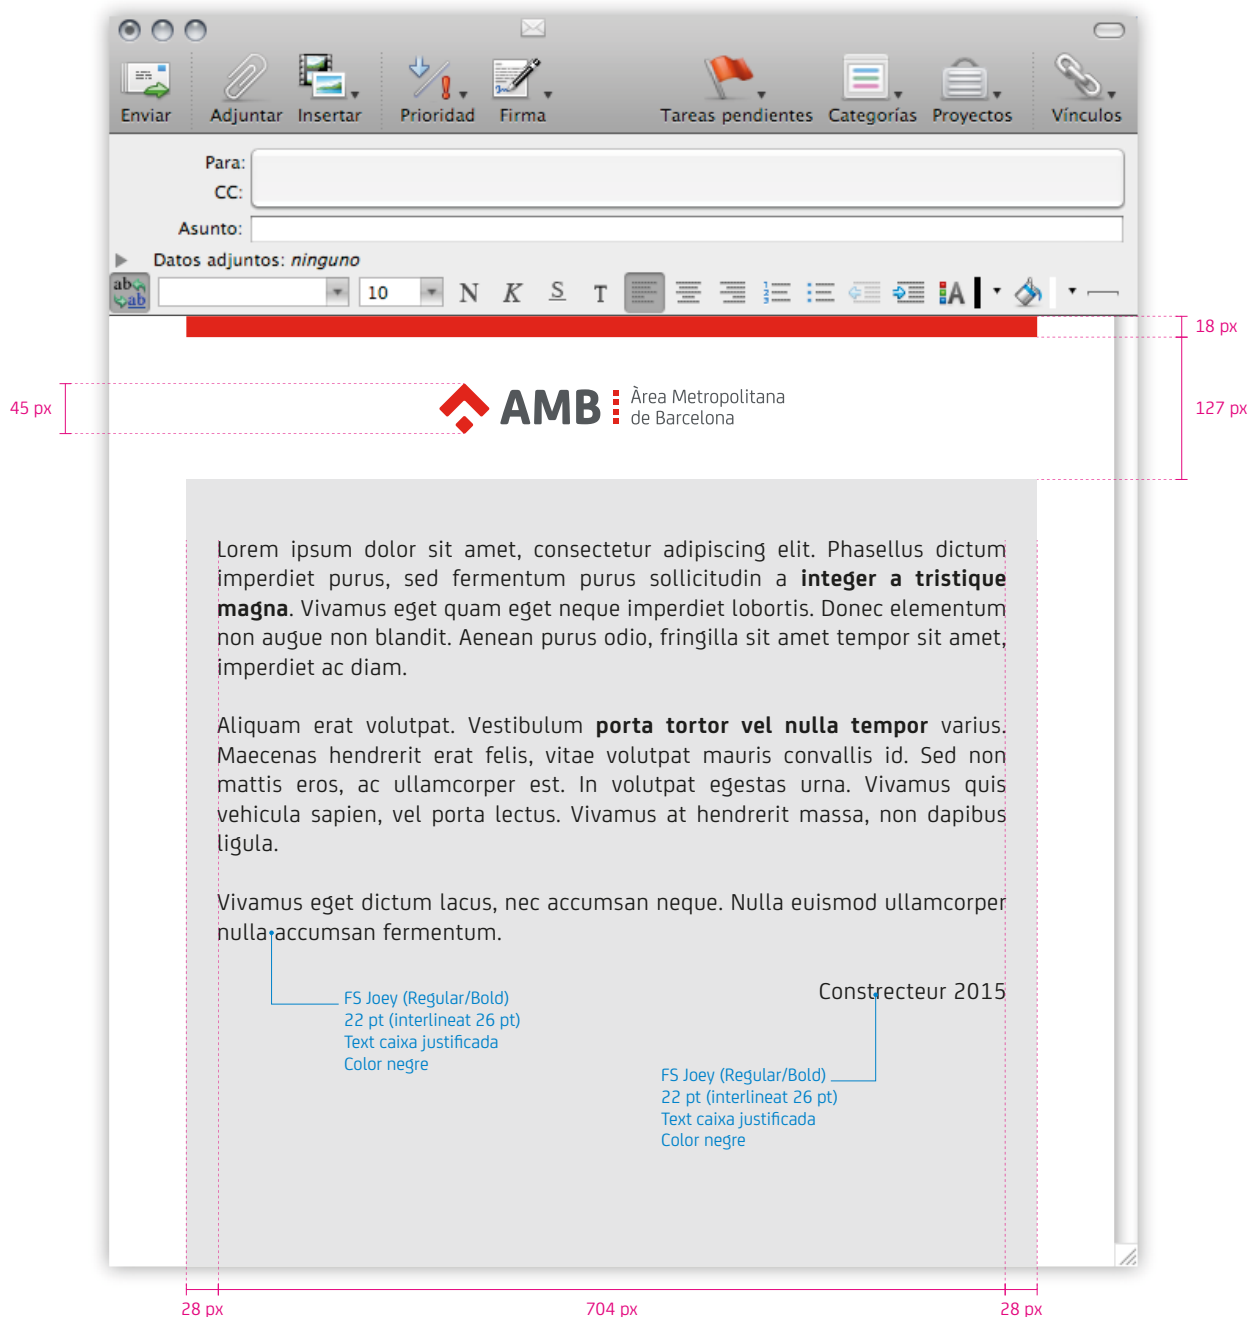 Enviar
Adjuntar
Insertar
Prioridad
Firma
Tareas pendientes
Categorías
Proyectos
Vínculos
Para:
CC:
Asunto:
Datos adjuntos: ninguno
10
N K S T
A
18 px
45 px
127 px
AMB
Àrea Metropolitana
de Barcelona
Lorem ipsum dolor sit amet, consectetur adipiscing elit. Phasellus dictum
imperdiet purus, sed fermentum purus sollicitudin a integer a tristique
magna. Vivamus eget quam eget neque imperdiet lobortis. Donec elementum
non augue non blandit. Aenean purus odio, fringilla sit amet tempor sit amet,
imperdiet ac diam.
Aliquam erat volutpat. Vestibulum porta tortor vel nulla tempor varius.
Maecenas hendrerit erat felis, vitae volutpat mauris convallis id. Sed non
mattis eros, ac ullamcorper est. In volutpat egestas urna. Vivamus quis
vehicula sapien, vel porta lectus. Vivamus at hendrerit massa, non dapibus
ligula.
Vivamus eget dictum lacus, nec accumsan neque. Nulla euismod ullamcorper
nulla accumsan fermentum.
Constrecteur 2015
FS Joey (Regular/Bold)
22 pt (interlineat 26 pt)
Text caixa justificada
Color negre
FS Joey (Regular/Bold)
22 pt (interlineat 26 pt)
Text caixa justificada
Color negre
28 px
704 px
28 px